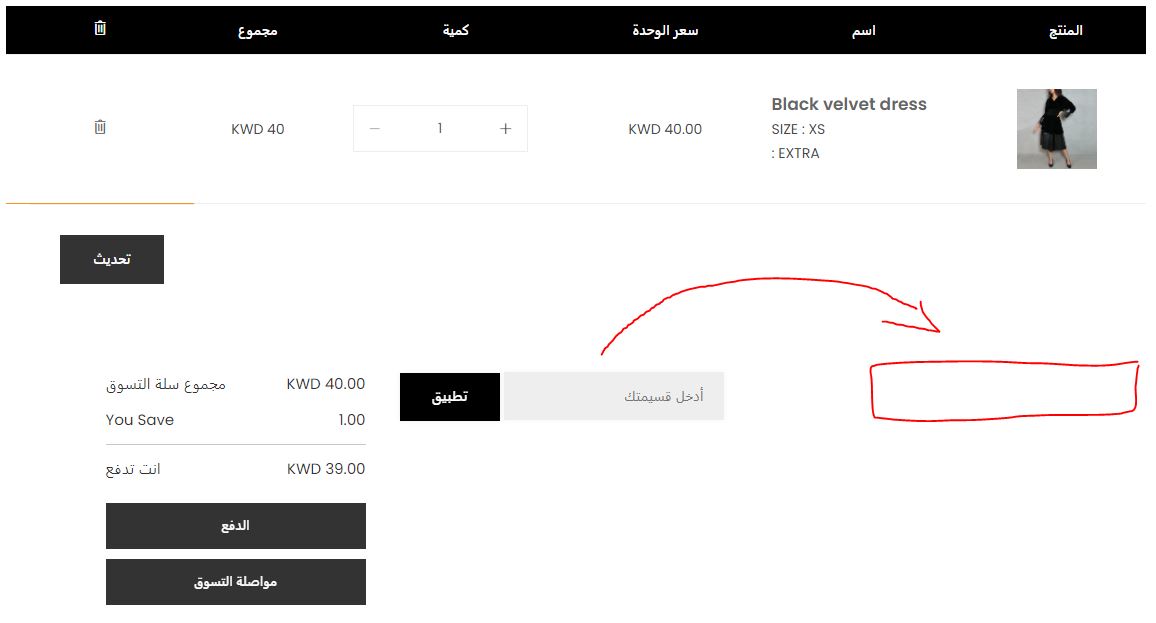 المنتج
اسم
سعر الوحدة
كمية
مجموع
Black velvet dress
SIZE : XS
: EXTRA
KWD 40.00
− 1 +
KWD 40
تحديث
أدخل قسيمتك
تطبيق
مجموع سلة التسوق KWD 40.00
You Save 1.00
انت تدفع KWD 39.00
الدفع
مواصلة التسوق